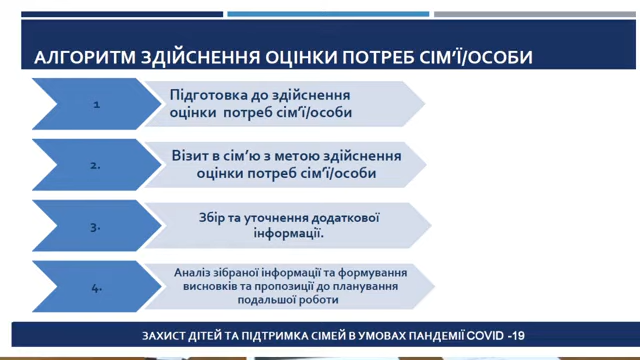 АЛГОРИТМ ЗДІЙСНЕННЯ ОЦІНКИ ПОТРЕБ СІМ'Ї/ОСОБИ
1
Підготовка до здійснення
оцінки потреб сім'ї/особи
2.
Візит в сім'ю з метою здійснення
оцінки потреб сім'ї/особи
3.
Збір та уточнення додаткової
інформації.
4.
Аналіз зібраної інформації та формування
висновків та пропозиції до планування
подальшої роботи
ЗАХИСТ ДІТЕЙ ТА ПІДТРИМКА СІМЕЙ В УМОВАХ ПАНДЕМІЇ COVID -19